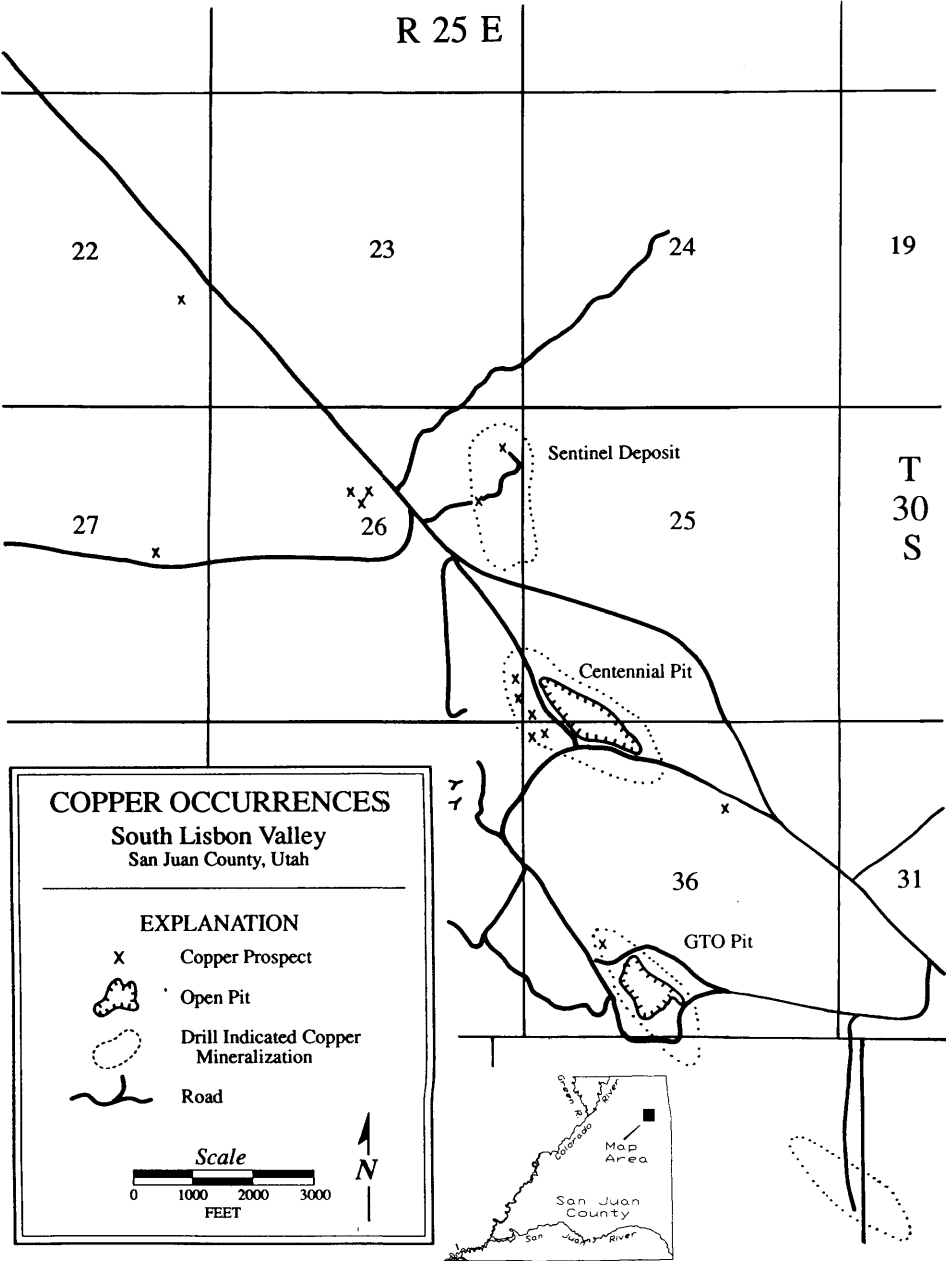 R 25 E
22
23
24
19
Sentinel Deposit
T
30
S
27
26
25
Centennial Pit
36
31
GTO Pit
COPPER OCCURRENCES
South Lisbon Valley
San Juan County, Utah
EXPLANATION
x Copper Prospect
Open Pit
Drill Indicated Copper
Mineralization
Road
Scale
0 1000 2000 3000
FEET
N
Green R.
Colorado River
Map
Area
San Juan
County
San Juan River